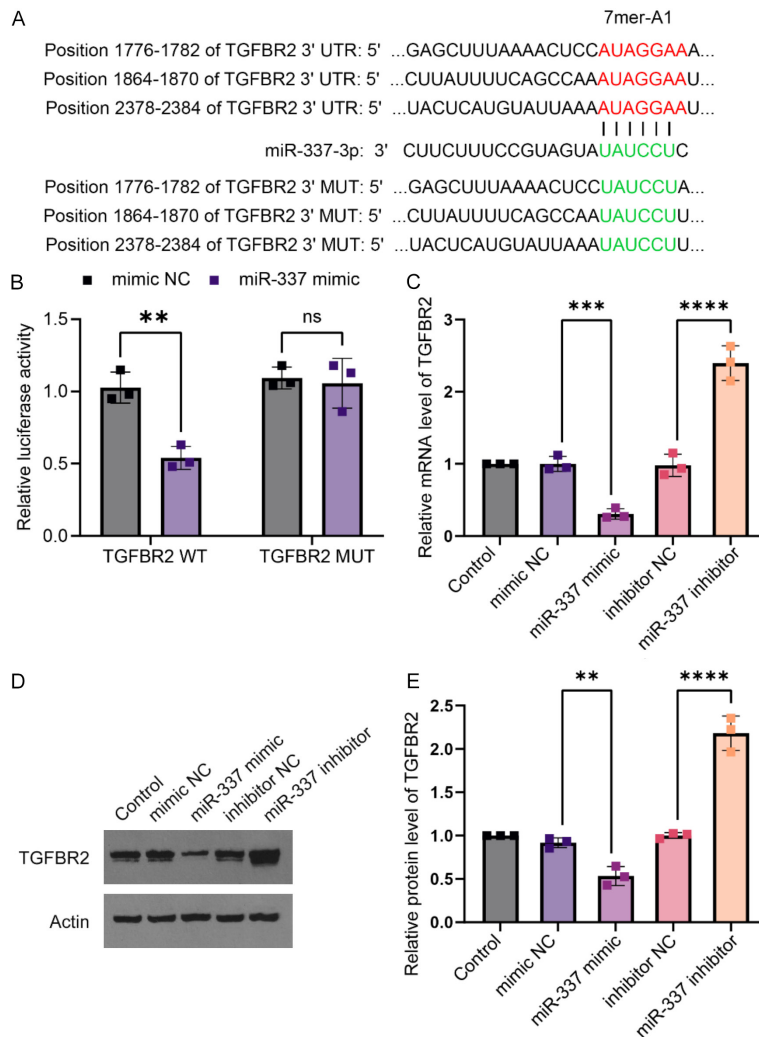 A
7mer-A1
Position 1776-1782 of TGFBR2 3' UTR: 5' ...GAGCUUUAAAACUCCAUAGGAAA...
Position 1864-1870 of TGFBR2 3' UTR: 5' ...CUUAUUUUCAGCCAAAUAGGAAU...
Position 2378-2384 of TGFBR2 3' UTR: 5' ...UACUCAUGUAUUAAAAUAGGAAU...
miR-337-3p: 3' CUUCUUUCCGUAGUAUAUCCUC
Position 1776-1782 of TGFBR2 3' MUT: 5' ...GAGCUUUAAAACUCCUAUCCUA...
Position 1864-1870 of TGFBR2 3' MUT: 5' ...CUUAUUUUCAGCCAAUAUCCUU...
Position 2378-2384 of TGFBR2 3' MUT: 5' ...UACUCAUGUAUUAAAUAUCCUU...
B
mimic NC
miR-337 mimic
Relative luciferase activity
1.5
1.0
0.5
0.0
**
ns
TGFBR2 WT
TGFBR2 MUT
C
Relative mRNA level of TGFBR2
3
2
1
0
***
****
Control
mimic NC
miR-337 mimic
inhibitor NC
miR-337 inhibitor
D
Control
mimic NC
miR-337 mimic
inhibitor NC
miR-337 inhibitor
TGFBR2
Actin
E
Relative protein level of TGFBR2
2.5
2.0
1.5
1.0
0.5
0.0
**
****
Control
mimic NC
miR-337 mimic
inhibitor NC
miR-337 inhibitor